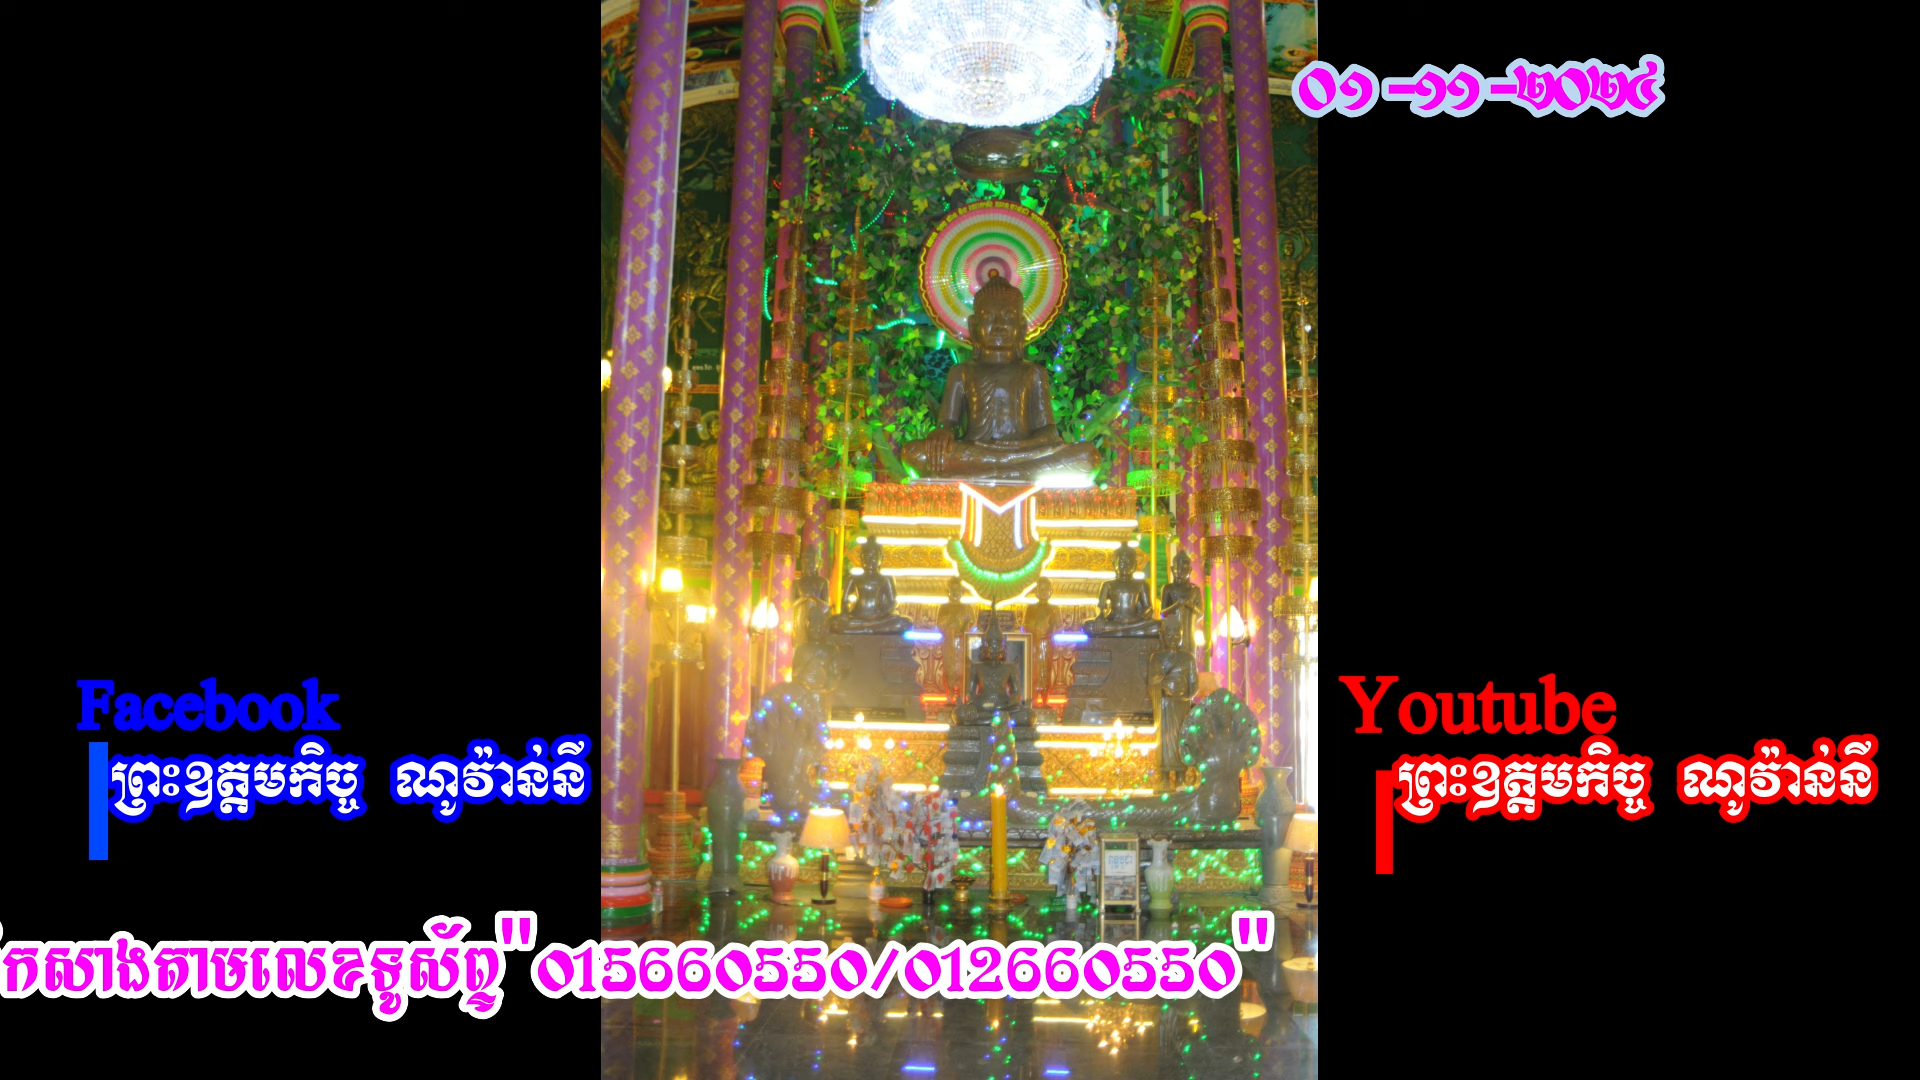 ០១-១១-២០២៤
Facebook
ព្រះឧត្តមកិច្ច ណូវ៉ាន់នី
Youtube
ព្រះឧត្តមកិច្ច ណូវ៉ាន់នី
កសាងតាមលេខទូរស័ព្ទ"015660550/012660550"